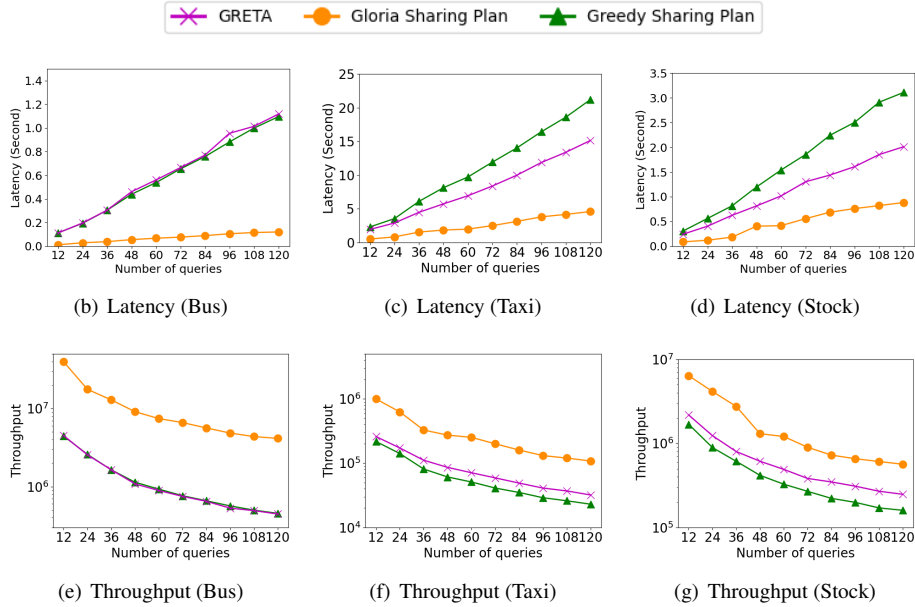 GRETA Gloria Sharing Plan Greedy Sharing Plan
Latency (Second)
1.4
1.2
1.0
0.8
0.6
0.4
0.2
0.0
12 24 36 48 60 72 84 96 108 120
Number of queries
(b) Latency (Bus)
Latency (Second)
25
20
15
10
5
0
12 24 36 48 60 72 84 96 108 120
Number of queries
(c) Latency (Taxi)
Latency (Second)
3.5
3.0
2.5
2.0
1.5
1.0
0.5
0.0
12 24 36 48 60 72 84 96 108 120
Number of queries
(d) Latency (Stock)
Throughput
10^7
10^6
12 24 36 48 60 72 84 96 108 120
Number of queries
(e) Throughput (Bus)
Throughput
10^6
10^5
10^4
12 24 36 48 60 72 84 96 108 120
Number of queries
(f) Throughput (Taxi)
Throughput
10^7
10^6
10^5
12 24 36 48 60 72 84 96 108 120
Number of queries
(g) Throughput (Stock)